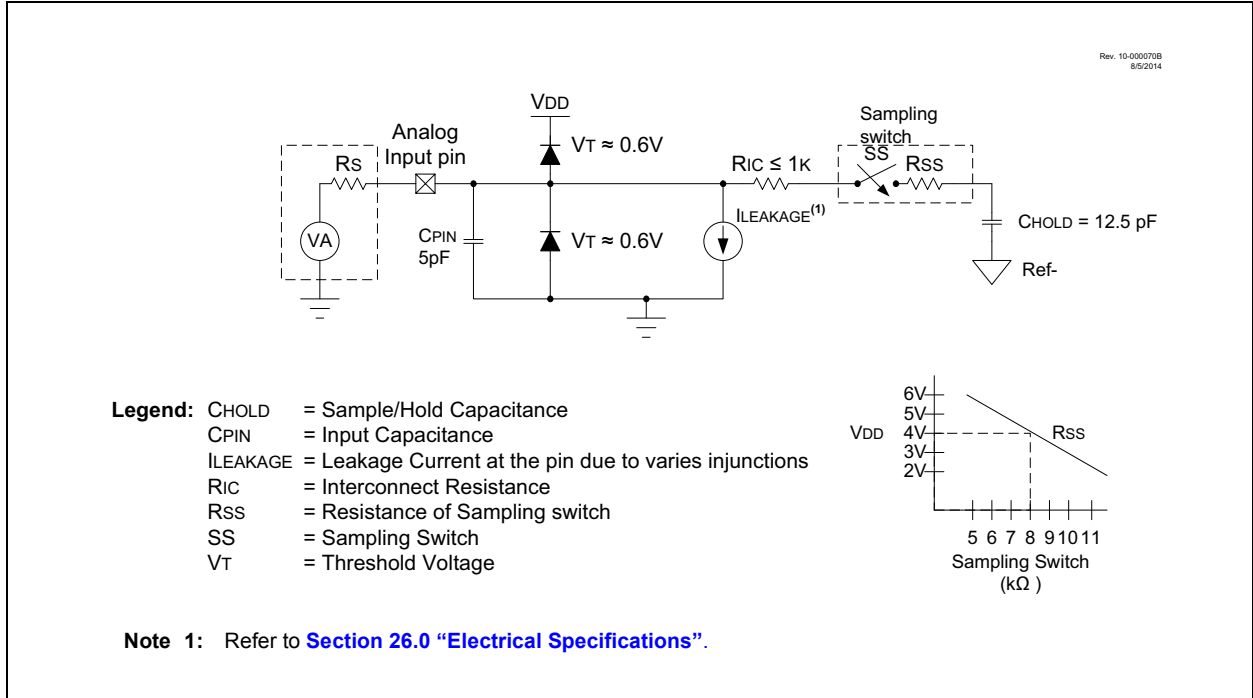 Rev. 10-000070B
8/5/2014
VDD
Sampling
switch
Analog
Input pin
VT ≈ 0.6V
SS
RS
RIC ≤ 1K
RSS
ILEAKAGE(1)
CHOLD = 12.5 pF
VA
CPIN
5pF
VT ≈ 0.6V
Ref-
Legend: CHOLD = Sample/Hold Capacitance
CPIN = Input Capacitance
ILEAKAGE = Leakage Current at the pin due to varies injunctions
RIC = Interconnect Resistance
RSS = Resistance of Sampling switch
SS = Sampling Switch
VT = Threshold Voltage
6V
5V
VDD 4V RSS
3V
2V
5 6 7 8 9 10 11
Sampling Switch
(kΩ )
Note 1: Refer to Section 26.0 “Electrical Specifications”.